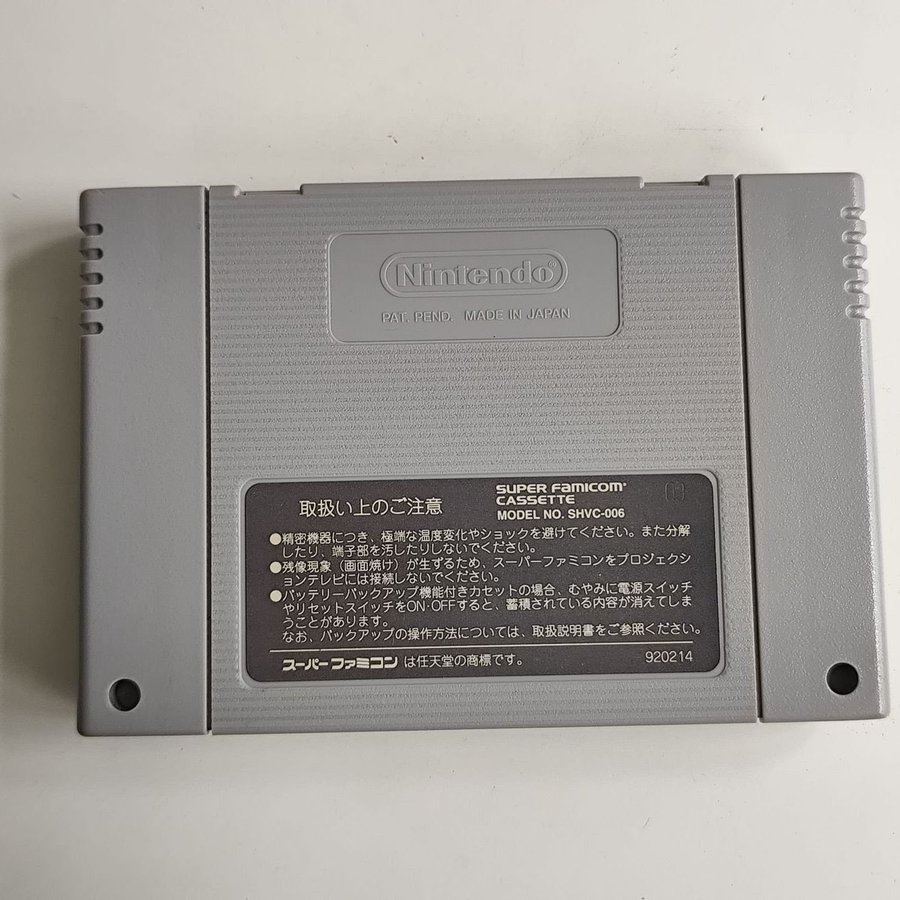 Nintendo®
PAT. PEND. MADE IN JAPAN
取扱い上のご注意
SUPER FAMICOM
CASSETTE
MODEL NO. SHVC-006
●精密機器につき、極端な温度変化やショックを避けてください。また分解
したり、端子部を汚したりしないでください。
●残像現象（画面焼け）が生ずるため、スーパーファミコンをプロジェクシ
ョンテレビには接続しないでください。
●バッテリーバックアップ機能付きカセットの場合、むやみに電源スイッチ
やリセットスイッチをON·OFFすると、蓄積されている内容が消えてしま
うことがあります。
なお、バックアップの操作方法については、取扱説明書をご参照ください。
スーパーファミコン は任天堂の商標です。
920214